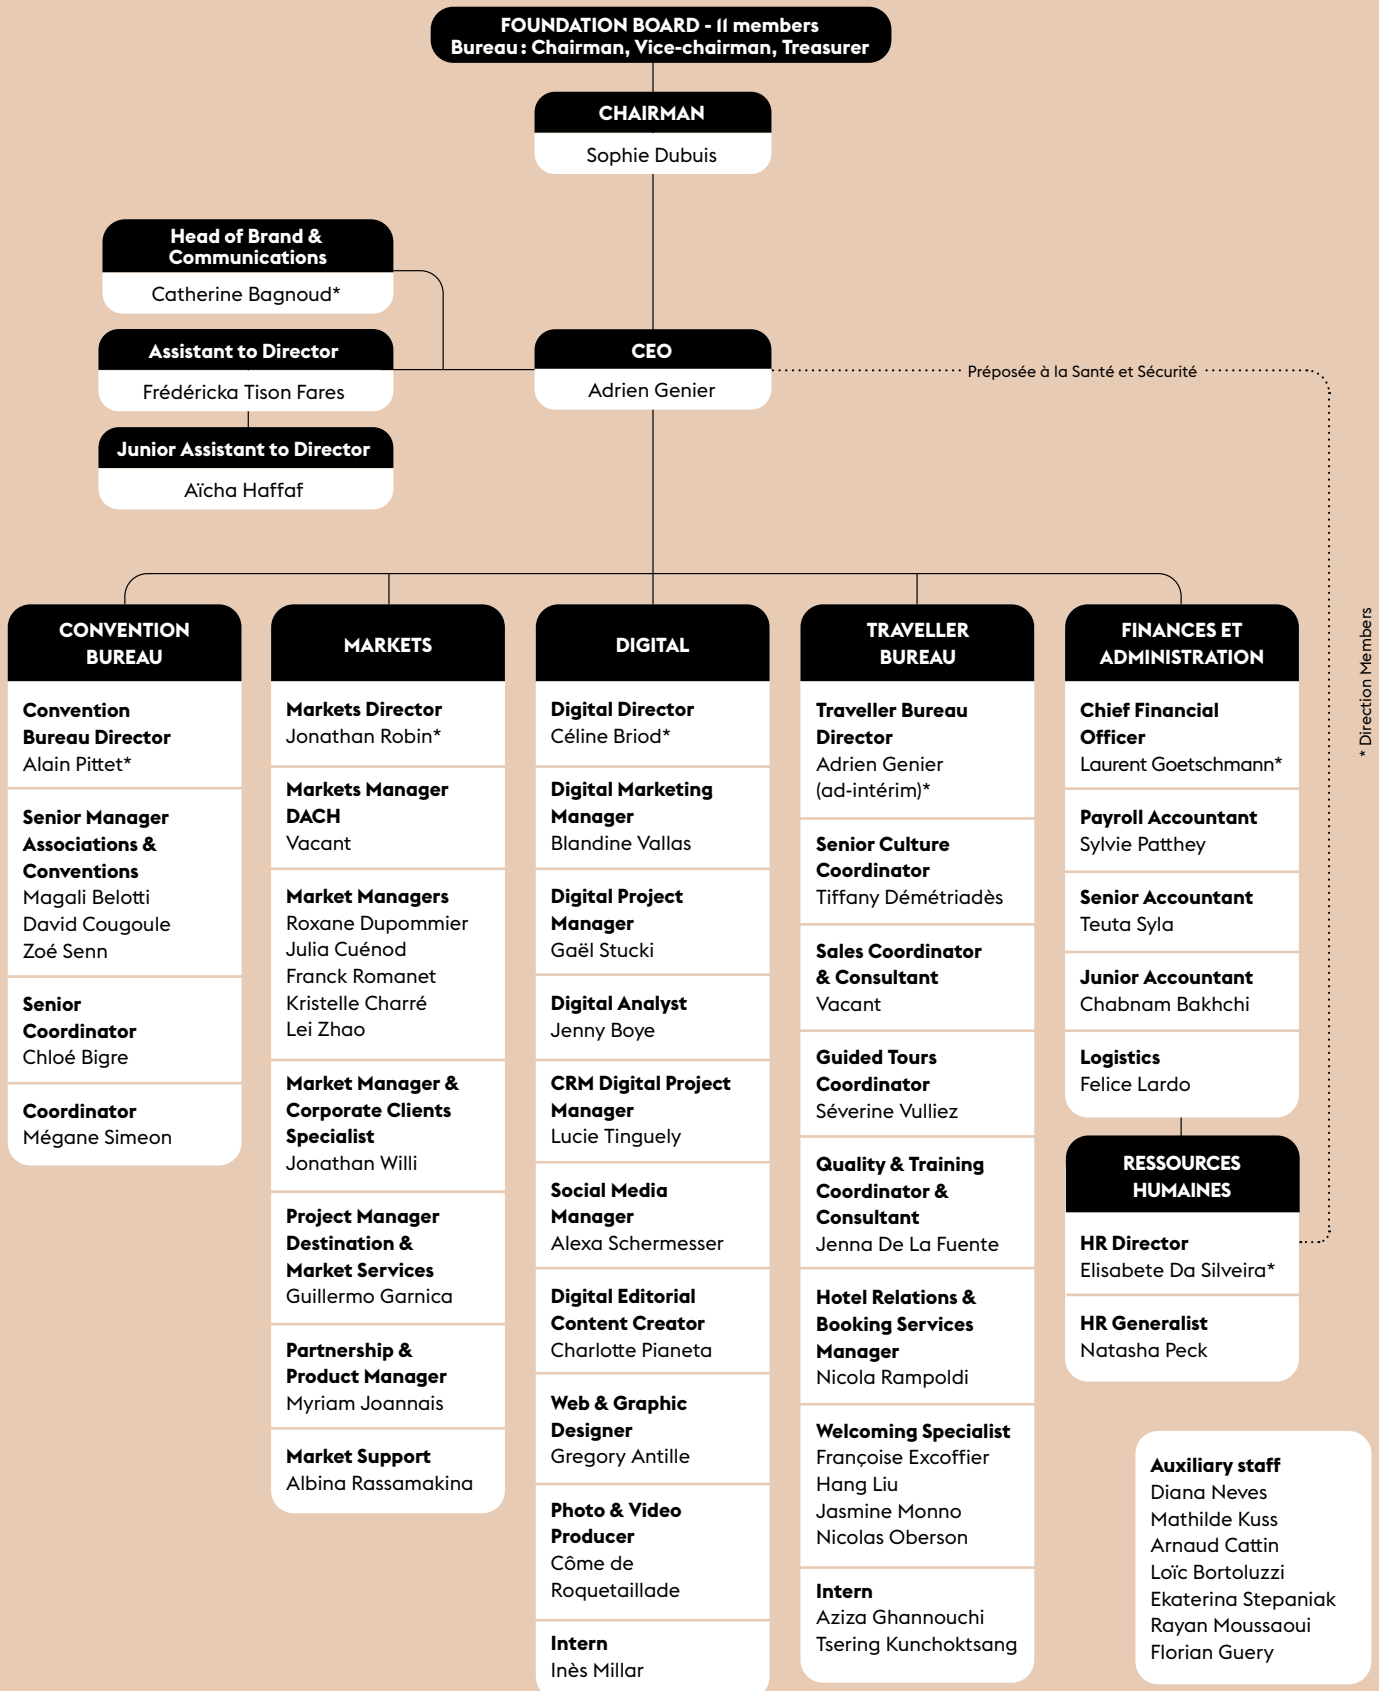 FOUNDATION BOARD - 11 members
Bureau : Chairman, Vice-chairman, Treasurer
CHAIRMAN
Sophie Dubuis
Head of Brand &
Communications
Catherine Bagnoud*
Assistant to Director
Frédéricka Tison Fares
Junior Assistant to Director
Aïcha Haffaf
CEO
Adrien Genier
Préposée à la Santé et Sécurité
* Direction Members
CONVENTION
BUREAU
Convention
Bureau Director
Alain Pittet*
Senior Manager
Associations &
Conventions
Magali Belotti
David Cougoule
Zoé Senn
Senior
Coordinator
Chloé Bigre
Coordinator
Mégane Simeon
MARKETS
Markets Director
Jonathan Robin*
Markets Manager
DACH
Vacant
Market Managers
Roxane Dupommier
Julia Cuénod
Franck Romanet
Kristelle Charré
Lei Zhao
Market Manager &
Corporate Clients
Specialist
Jonathan Willi
Project Manager
Destination &
Market Services
Guillermo Garnica
Partnership &
Product Manager
Myriam Joannais
Market Support
Albina Rassamakina
DIGITAL
Digital Director
Céline Briod*
Digital Marketing
Manager
Blandine Vallas
Digital Project
Manager
Gaël Stucki
Digital Analyst
Jenny Boye
CRM Digital Project
Manager
Lucie Tinguely
Social Media
Manager
Alexa Schermesser
Digital Editorial
Content Creator
Charlotte Pianeta
Web & Graphic
Designer
Gregory Antille
Photo & Video
Producer
Côme de
Roquetaillade
Intern
Inès Millar
TRAVELLER
BUREAU
Traveller Bureau
Director
Adrien Genier
(ad-intérim)*
Senior Culture
Coordinator
Tiffany Démétriadès
Sales Coordinator
& Consultant
Vacant
Guided Tours
Coordinator
Séverine Vulliez
Quality & Training
Coordinator &
Consultant
Jenna De La Fuente
Hotel Relations &
Booking Services
Manager
Nicola Rampoldi
Welcoming Specialist
Françoise Excoffier
Hang Liu
Jasmine Monno
Nicolas Oberson
Intern
Aziza Ghannouchi
Tsering Kunchoktsang
FINANCES ET
ADMINISTRATION
Chief Financial
Officer
Laurent Goetschmann*
Payroll Accountant
Sylvie Patthey
Senior Accountant
Teuta Syla
Junior Accountant
Chabnam Bakhchi
Logistics
Felice Lardo
RESSOURCES
HUMAINES
HR Director
Elisabete Da Silveira*
HR Generalist
Natasha Peck
Auxiliary staff
Diana Neves
Mathilde Kuss
Arnaud Cattin
Loïc Bortoluzzi
Ekaterina Stepaniak
Rayan Moussaoui
Florian Guery